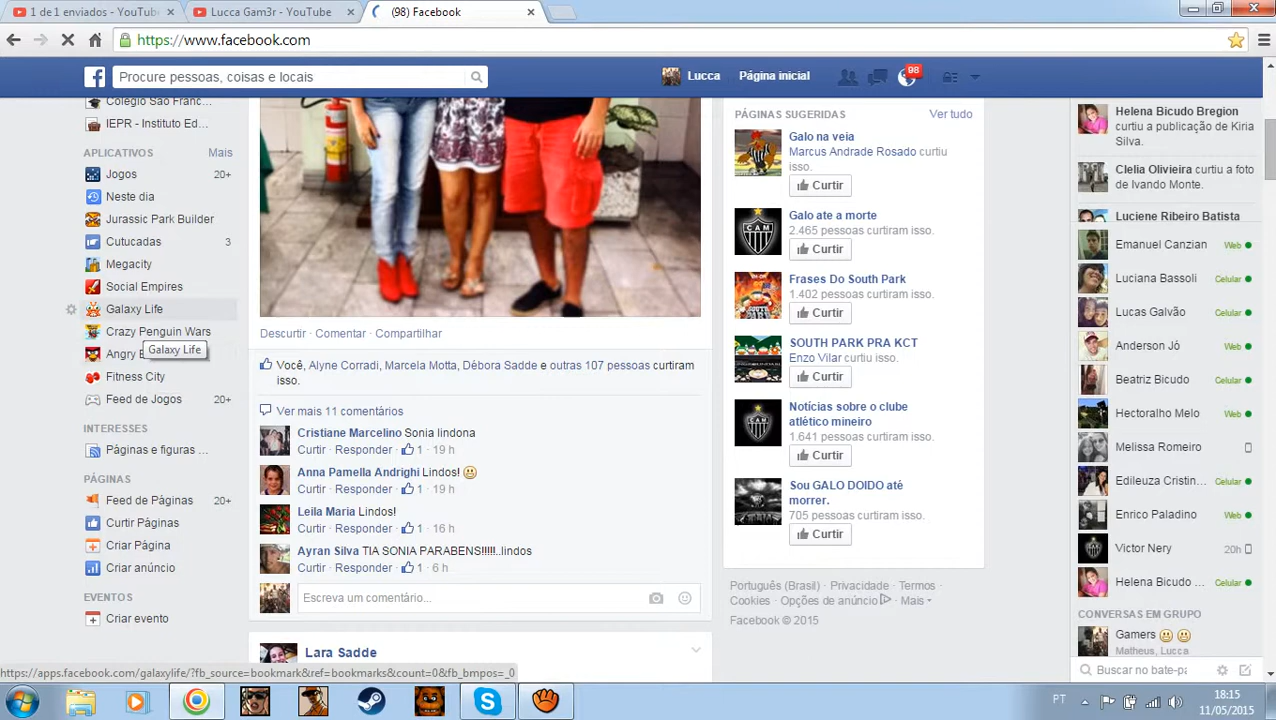 1 de 1 enviados - YouTube
Lucca Gam3r - YouTube
(98) Facebook
https://www.facebook.com
Procure pessoas, coisas e locais
Lucca
Página inicial
98
Colégio São Franc...
IEPR - Instituto Ed...
APLICATIVOS
Mais
Jogos
20+
Neste dia
Jurassic Park Builder
Cutucadas
3
Megacity
Social Empires
Galaxy Life
Crazy Penguin Wars
Angry
Galaxy Life
Fitness City
Feed de Jogos
20+
INTERESSES
Páginas e figuras ...
PÁGINAS
Feed de Páginas
20+
Curtir Páginas
Criar Página
Criar anúncio
EVENTOS
Criar evento
Descurtir · Comentar · Compartilhar
Você, Alyne Corradi, Marcela Motta, Débora Sadde e outras 107 pessoas curtiram
isso.
Ver mais 11 comentários
Cristiane Marcelino Sonia lindona
Curtir · Responder · 1 · 19 h
Anna Pamella Andrighi Lindos!
Curtir · Responder · 1 · 19 h
Leila Maria Lindos!
Curtir · Responder · 1 · 16 h
Ayran Silva TIA SONIA PARABENS!!!!!..lindos
Curtir · Responder · 1 · 6 h
Escreva um comentário...
Lara Sadde
PÁGINAS SUGERIDAS
Ver tudo
Galo na veia
Marcus Andrade Rosado curtiu
isso.
Curtir
Galo ate a morte
2.465 pessoas curtiram isso.
CAM
Curtir
Frases Do South Park
1.402 pessoas curtiram isso.
Curtir
SOUTH PARK PRA KCT
Enzo Vilar curtiu isso.
Curtir
Notícias sobre o clube
atlético mineiro
1.641 pessoas curtiram isso.
Curtir
Sou GALO DOIDO até
morrer.
705 pessoas curtiram isso.
Curtir
Português (Brasil) · Privacidade · Termos ·
Cookies · Opções de anúncio · Mais
Facebook © 2015
Helena Bicudo Bregion
curtiu a publicação de Kiria
Silva.
Clelia Olivieira curtiu a foto
de Ivando Monte.
Luciene Ribeiro Batista
Emanuel Canzian
Web
Luciana Bassoli
Celular
Lucas Galvão
Celular
Anderson Jó
Web
Beatriz Bicudo
Celular
Hectoralho Melo
Web
Melissa Romeiro
Edileuza Cristin...
Celular
Enrico Paladino
Web
Victor Nery
20h
Helena Bicudo ...
Celular
CONVERSAS EM GRUPO
Gamers
Matheus, Lucca
Buscar no bate-pa
https://apps.facebook.com/galaxylife/?fb_source=bookmark&ref=bookmarks&count=0&fb_bmpos=_0
PT
18:15
11/05/2015